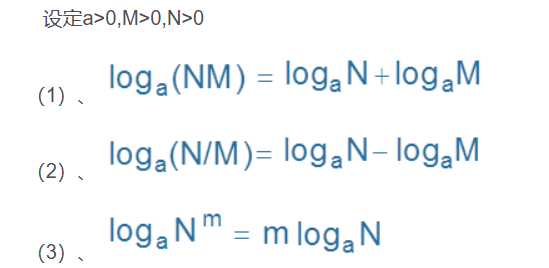 设定a>0,M>0,N>0
(1) 、 logₐ(NM) = logₐN+logₐM
(2) 、 logₐ(N/M)= logₐN− logₐM
(3) 、 logₐNᵐ = m logₐN